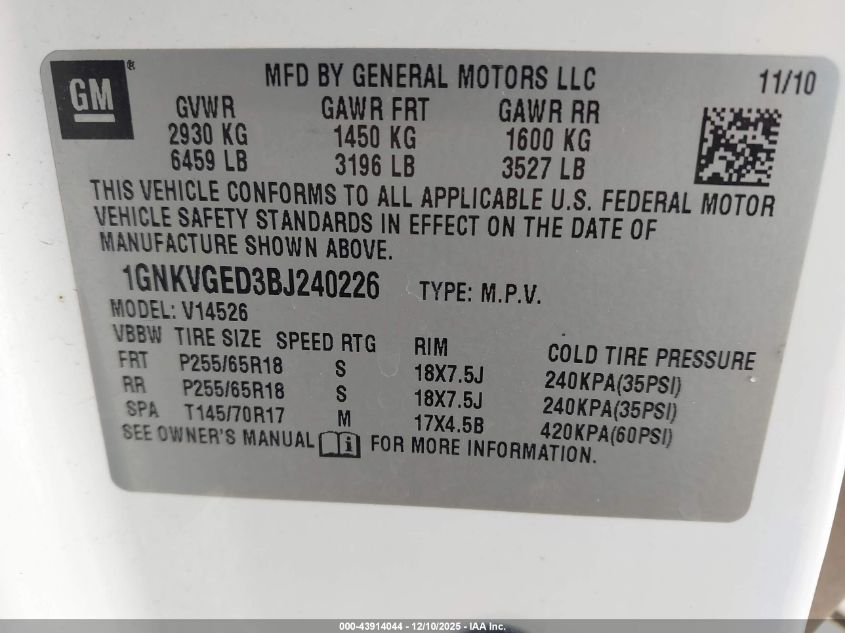 GM ®
MFD BY GENERAL MOTORS LLC 11/10
GVWR GAWR FRT GAWR RR
2930 KG 1450 KG 1600 KG
6459 LB 3196 LB 3527 LB
THIS VEHICLE CONFORMS TO ALL APPLICABLE U.S. FEDERAL MOTOR
VEHICLE SAFETY STANDARDS IN EFFECT ON THE DATE OF
MANUFACTURE SHOWN ABOVE.
1GNKVGED3BJ240226 TYPE: M.P.V.
MODEL: V14526
VBBW TIRE SIZE SPEED RTG RIM COLD TIRE PRESSURE
FRT P255/65R18 S 18X7.5J 240KPA(35PSI)
RR P255/65R18 S 18X7.5J 240KPA(35PSI)
SPA T145/70R17 M 17X4.5B 420KPA(60PSI)
SEE OWNER'S MANUAL i FOR MORE INFORMATION.
000-43914044 — 12/10/2025 - IAA Inc.